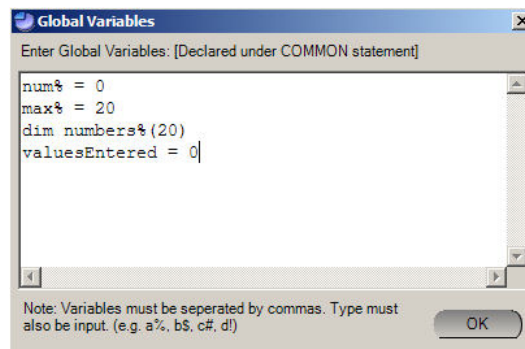 Global Variables
Enter Global Variables: [Declared under COMMON statement]
num% = 0
max% = 20
dim numbers%(20)
valuesEntered = 0
Note: Variables must be seperated by commas. Type must
also be input. (e.g. a%, b$, c#, d!)
OK